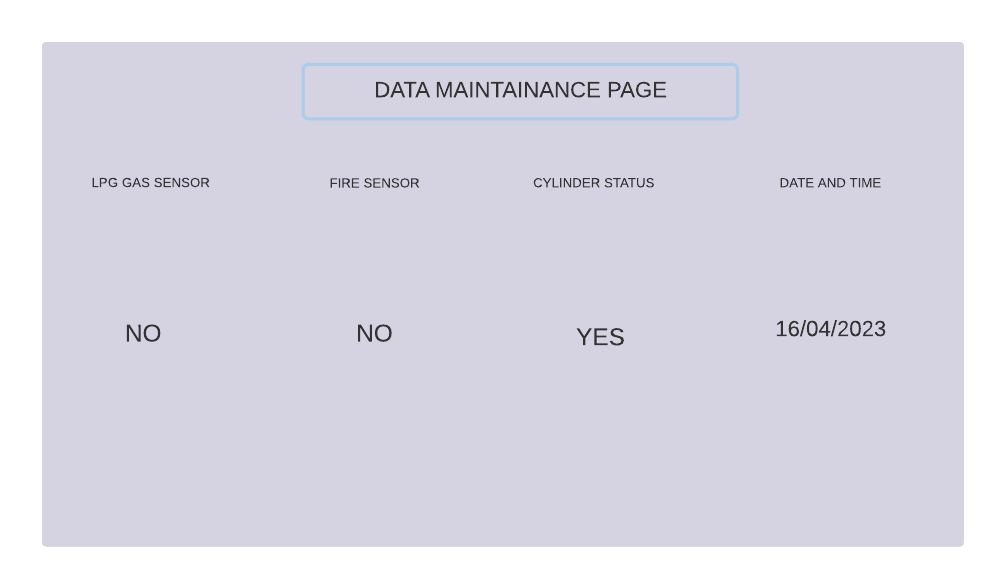 DATA MAINTAINANCE PAGE
LPG GAS SENSOR FIRE SENSOR CYLINDER STATUS DATE AND TIME
NO NO YES 16/04/2023